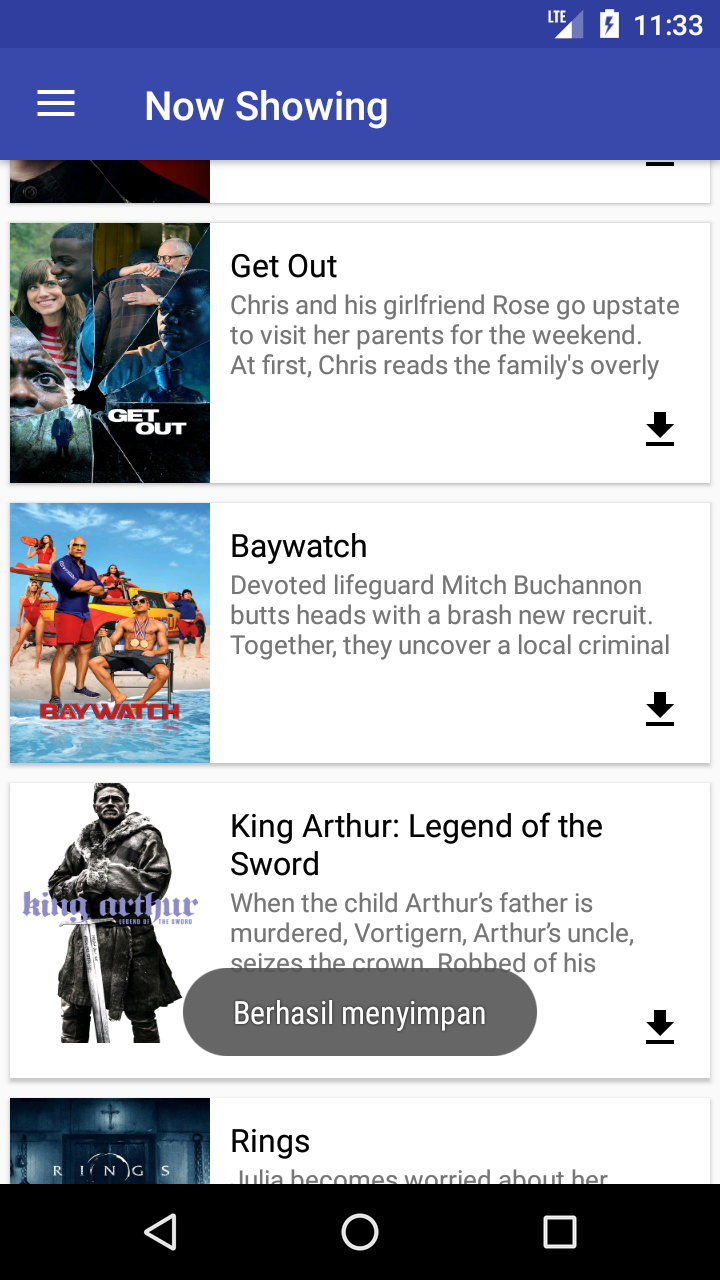 LTE 11:33
Now Showing
Get Out
Chris and his girlfriend Rose go upstate
to visit her parents for the weekend.
At first, Chris reads the family's overly
GET
OUT
Baywatch
Devoted lifeguard Mitch Buchannon
butts heads with a brash new recruit.
Together, they uncover a local criminal
BAYWATCH
King Arthur: Legend of the
Sword
When the child Arthur’s father is
murdered, Vortigern, Arthur’s uncle,
seizes the crown. Robbed of his
king arthur
LEGEND OF THE SWORD
Berhasil menyimpan
Rings
Julia becomes worried about her
RINGS